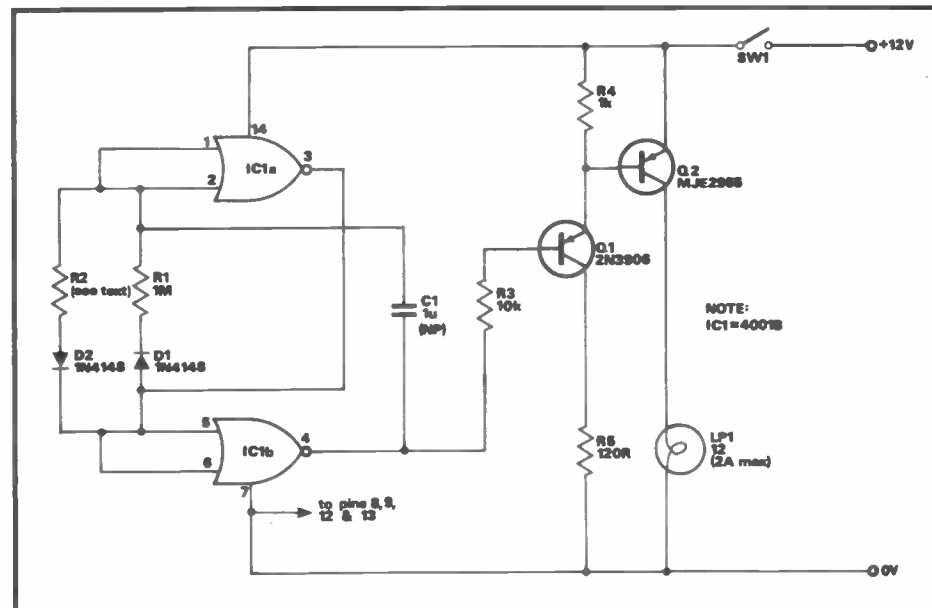 +12V
SW1
R4
1k
14
1
IC1a
3
2
Q2
MJE2955
Q1
2N3906
R2
(see text)
R1
1M
C1
1u
(NP)
R3
10k
NOTE:
IC1=4001B
D2
1N4148
D1
1N4148
5
IC1b
4
6
7
R5
120R
LP1
12
(2A max)
to pins 8,9,
12 & 13
0V